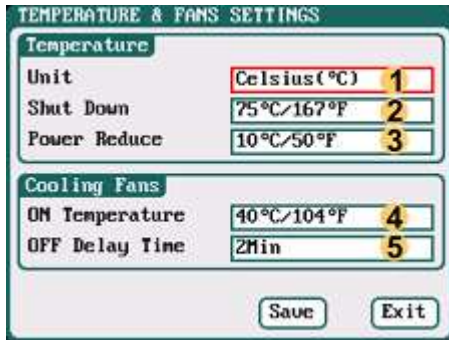 TEMPERATURE & FANS SETTINGS
Temperature
Unit Celsius(°C) 1
Shut Down 75°C/167°F 2
Power Reduce 10°C/50°F 3
Cooling Fans
ON Temperature 40°C/104°F 4
OFF Delay Time 2Min 5
Save Exit